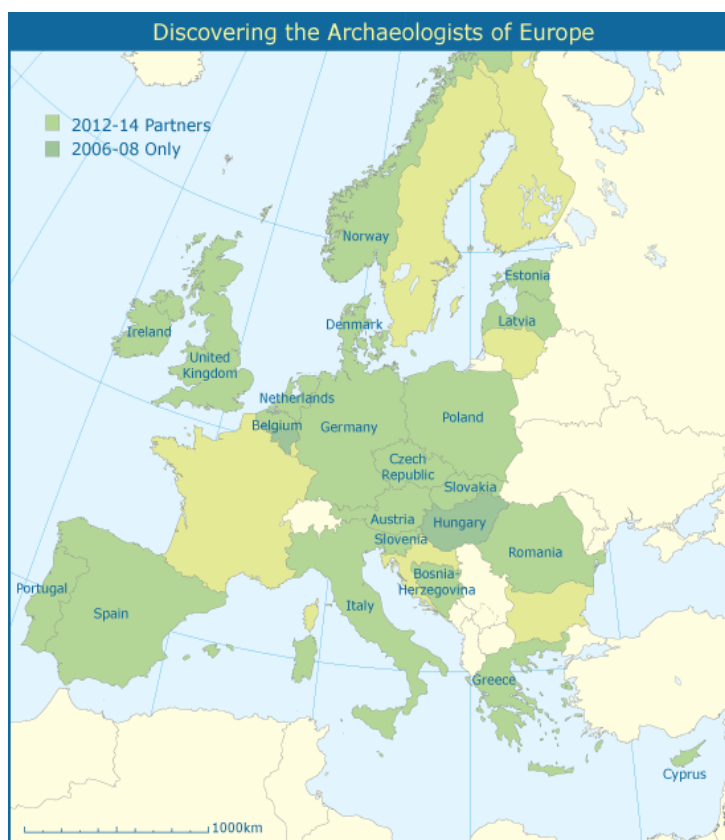 Discovering the Archaeologists of Europe
2012-14 Partners
2006-08 Only
Norway
Estonia
Latvia
Denmark
Ireland
United
Kingdom
Netherlands
Belgium
Germany
Poland
Czech
Republic
Slovakia
Austria
Hungary
Slovenia
Romania
Bosnia-
Herzegovina
Portugal
Spain
Italy
Greece
Cyprus
1000km